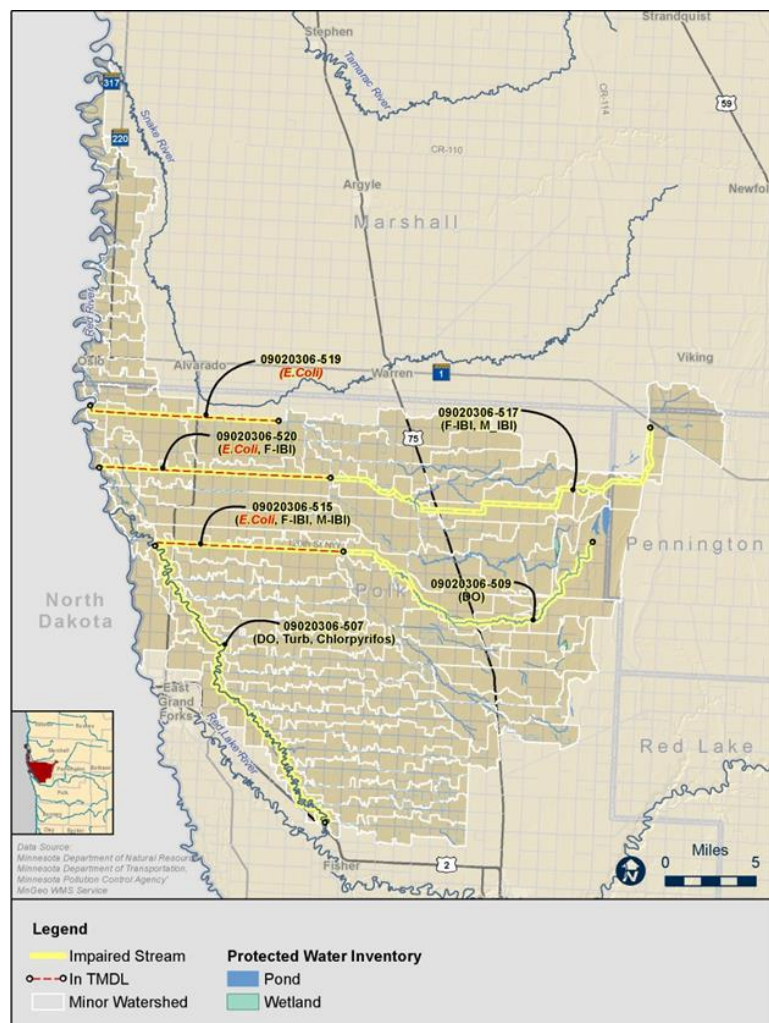 Strandquist
Stephen
Tamarac River
317
Snake River
CR-114
59
220
CR-110
Newfol
Argyle
Marshall
Red River
Oslo
Alvarado
09020306-519
(E.Coli)
Warren
1
Viking
09020306-517
(F-IBI, M_IBI)
75
09020306-520
(E.Coli, F-IBI)
09020306-515
(E.Coli, F-IBI, M-IBI)
Pennington
Polk
09020306-509
(DO)
North
Dakota
09020306-507
(DO, Turb, Chlorpyrifos)
East
Grand
Forks
Red Lake River
Red Lake
Fisher
2
N
Miles
0 5
Data Source:
Minnesota Department of Natural Resourc
Minnesota Department of Transportation,
Minnesota Pollution Control Agency'
MnGeo WMS Service
Legend
Impaired Stream
In TMDL
Minor Watershed
Protected Water Inventory
Pond
Wetland